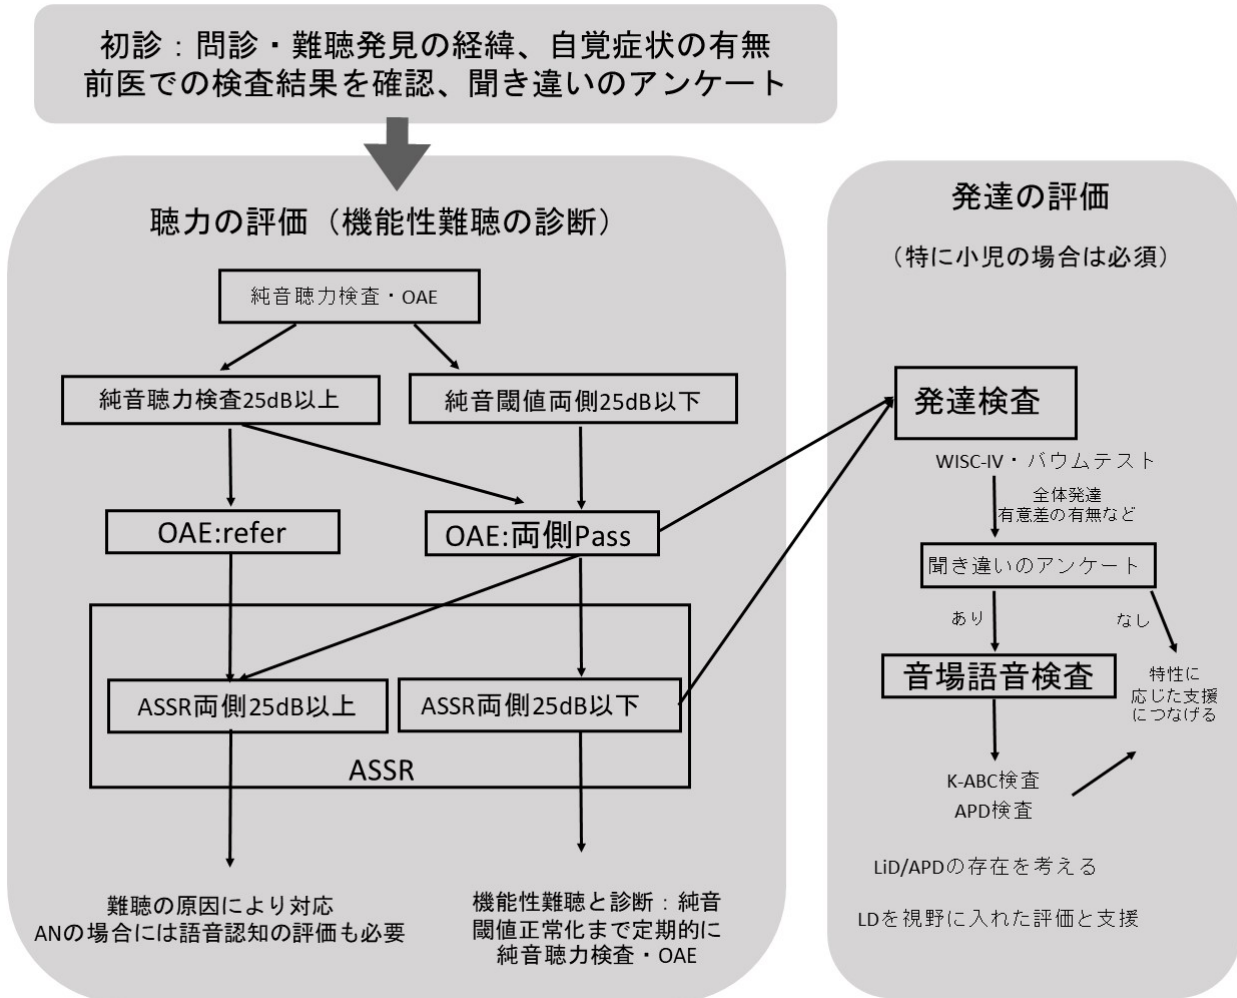 初診：問診・難聴発見の経緯、自覚症状の有無
前医での検査結果を確認、聞き違いのアンケート
聴力の評価（機能性難聴の診断）
純音聴力検査・OAE
純音聴力検査25dB以上
純音閾値両側25dB以下
OAE:refer
OAE:両側Pass
ASSR両側25dB以上
ASSR両側25dB以下
ASSR
難聴の原因により対応
ANの場合には語音認知の評価も必要
機能性難聴と診断：純音
閾値正常化まで定期的に
純音聴力検査・OAE
発達の評価
（特に小児の場合は必須）
発達検査
WISC-IV・バウムテスト
全体発達
有意差の有無など
聞き違いのアンケート
あり
なし
音場語音検査
特性に
応じた支援
につなげる
K-ABC検査
APD検査
LiD/APDの存在を考える
LDを視野に入れた評価と支援